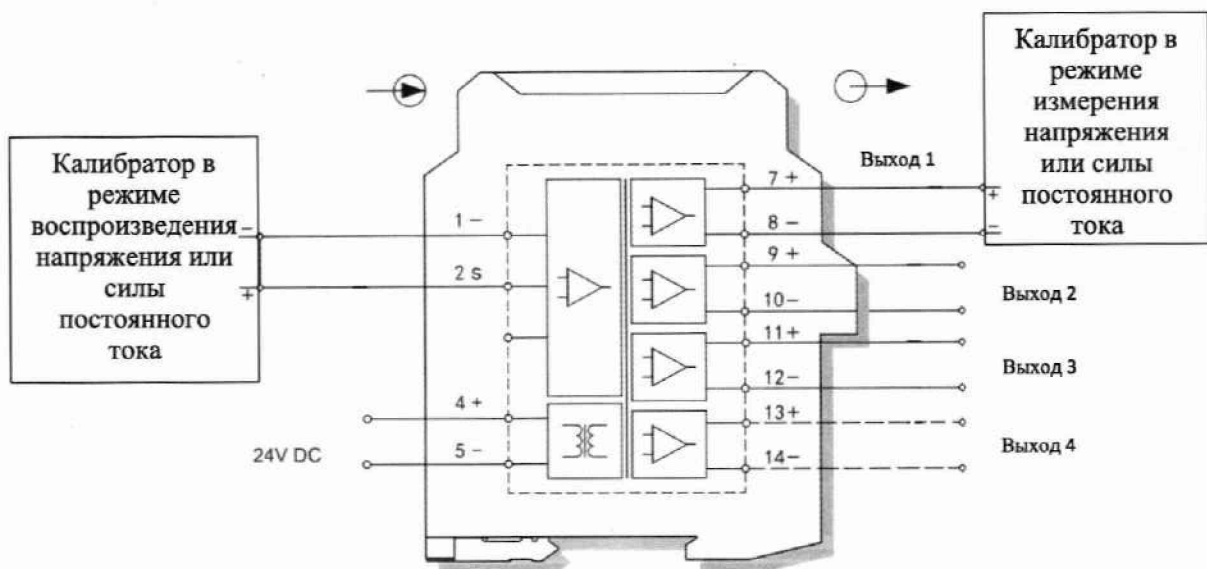 Калибратор в
режиме
воспроизведения
напряжения или
силы
постоянного
тока
−
+
1 −
2 s
4 +
5 −
24V DC
7 +
8 −
9 +
10 −
11 +
12 −
13 +
14 −
Выход 1
Выход 2
Выход 3
Выход 4
Калибратор в
режиме
измерения
напряжения
или силы
постоянного
тока
+
−